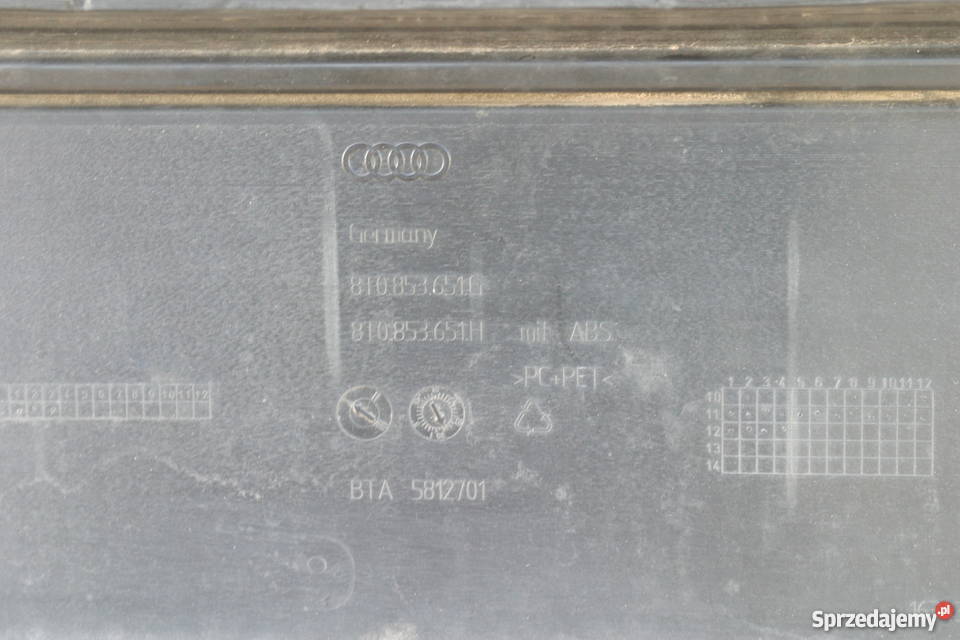 Germany
8T0.853.651.G
8T0.853.651.H mit ABS.
>PC+PET<
1 2 3 4 5 6 7 8 9 10 11 12
10
11
12
13
14
BTA 5812701
16
Sprzedajemy.pl